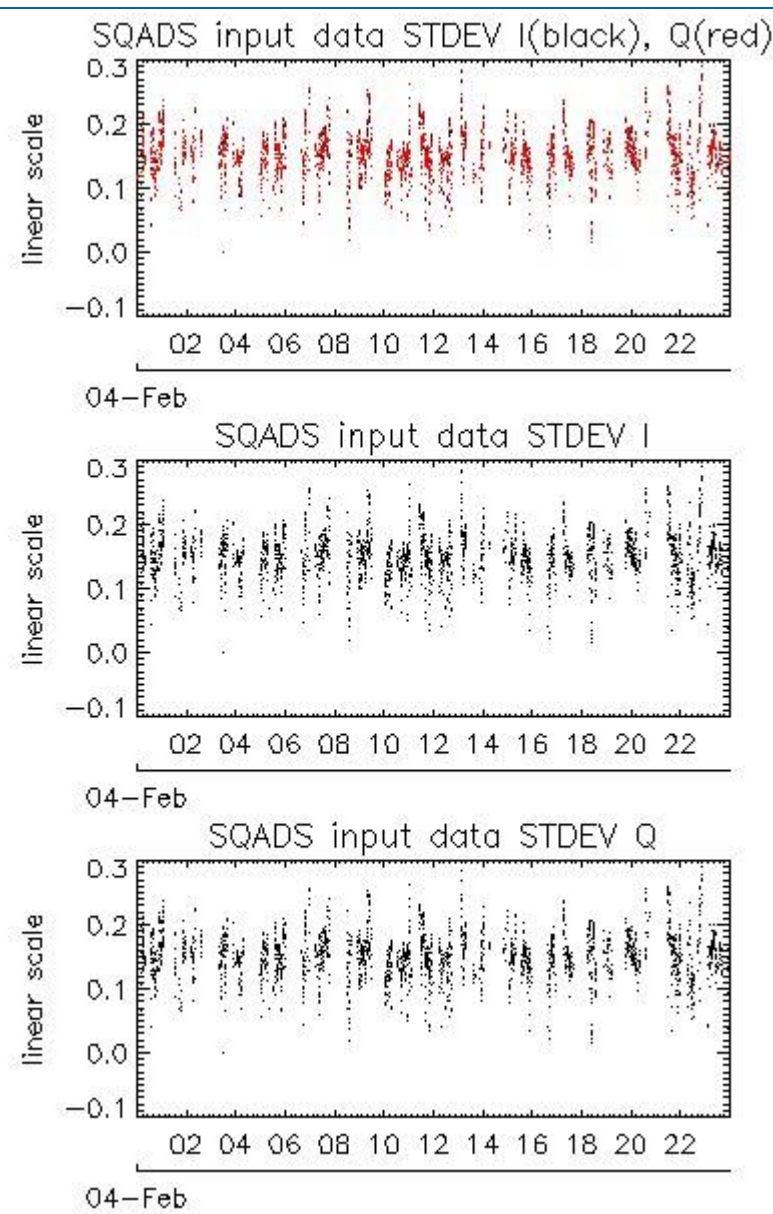 SQADS input data STDEV I(black), Q(red)
0.3
0.2
0.1
0.0
−0.1
linear scale
02 04 06 08 10 12 14 16 18 20 22
04−Feb
SQADS input data STDEV I
0.3
0.2
0.1
0.0
−0.1
linear scale
02 04 06 08 10 12 14 16 18 20 22
04−Feb
SQADS input data STDEV Q
0.3
0.2
0.1
0.0
−0.1
linear scale
02 04 06 08 10 12 14 16 18 20 22
04−Feb